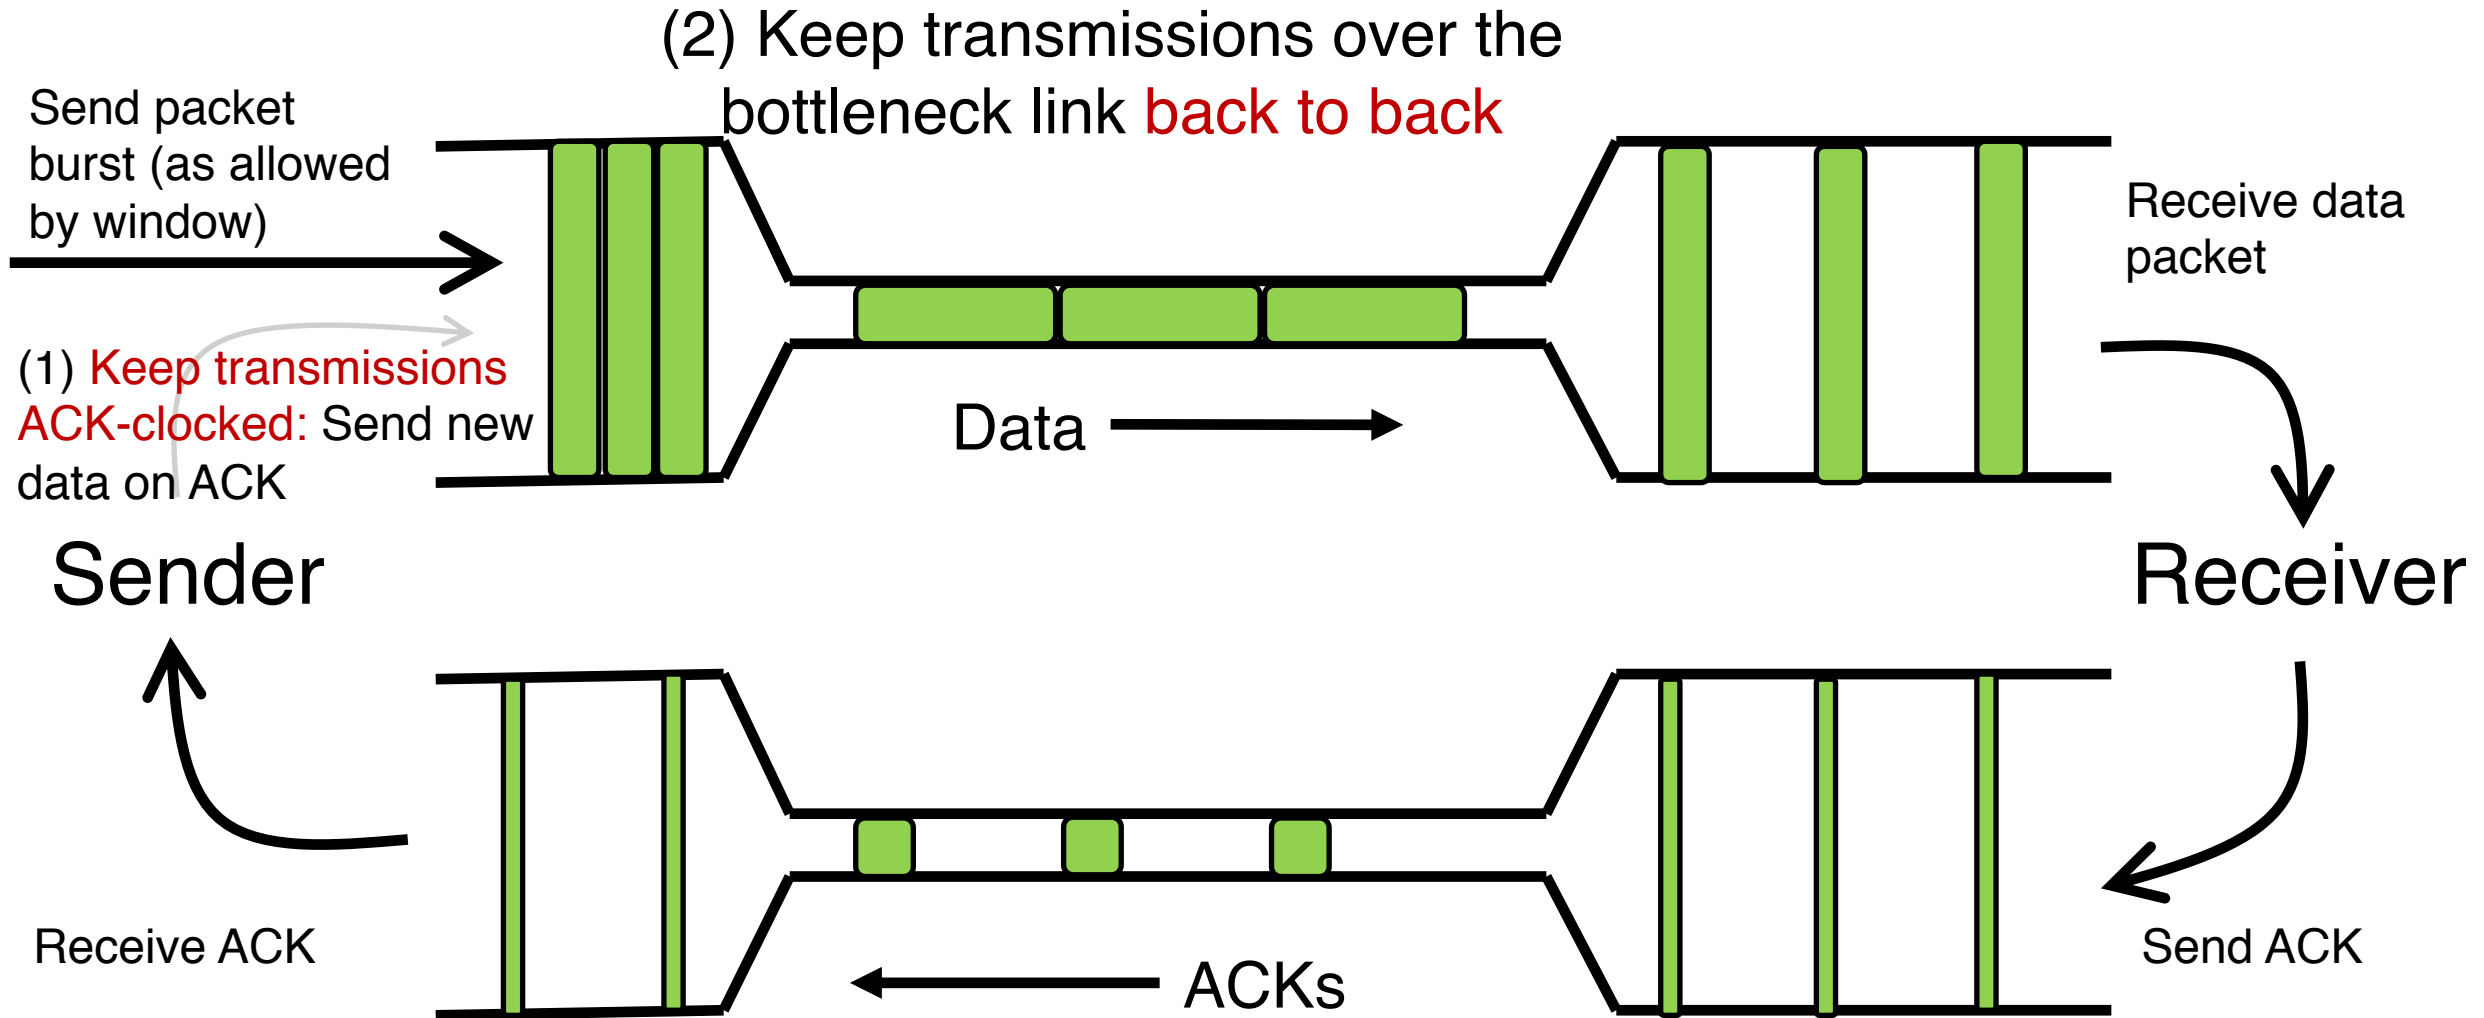 (2) Keep transmissions over the
bottleneck link back to back
Send packet
burst (as allowed
by window)
Receive data
packet
(1) Keep transmissions
ACK-clocked: Send new
data on ACK
Data
Sender
Receiver
Receive ACK
Send ACK
ACKs